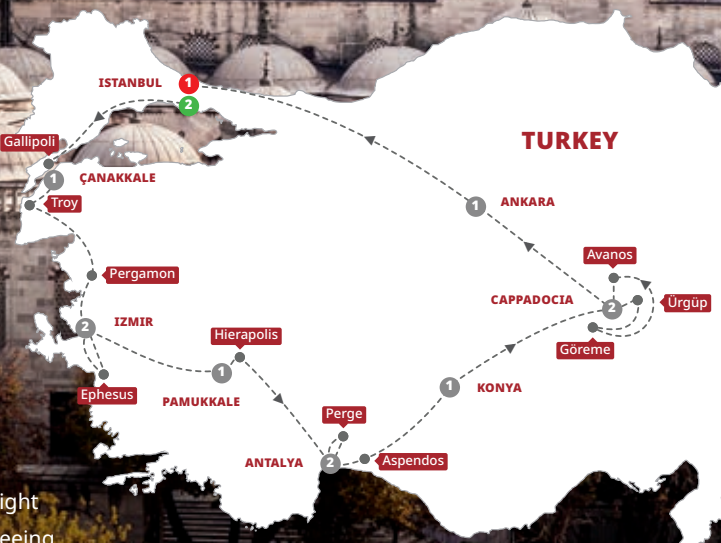 ISTANBUL
1
2
Gallipoli
1
ÇANAKKALE
Troy
TURKEY
ANKARA
1
Pergamon
Avanos
CAPPADOCIA
2
Ürgüp
Göreme
2
IZMIR
Hierapolis
1
PAMUKKALE
Ephesus
1
KONYA
Perge
ANTALYA
2
Aspendos
ight
eeing